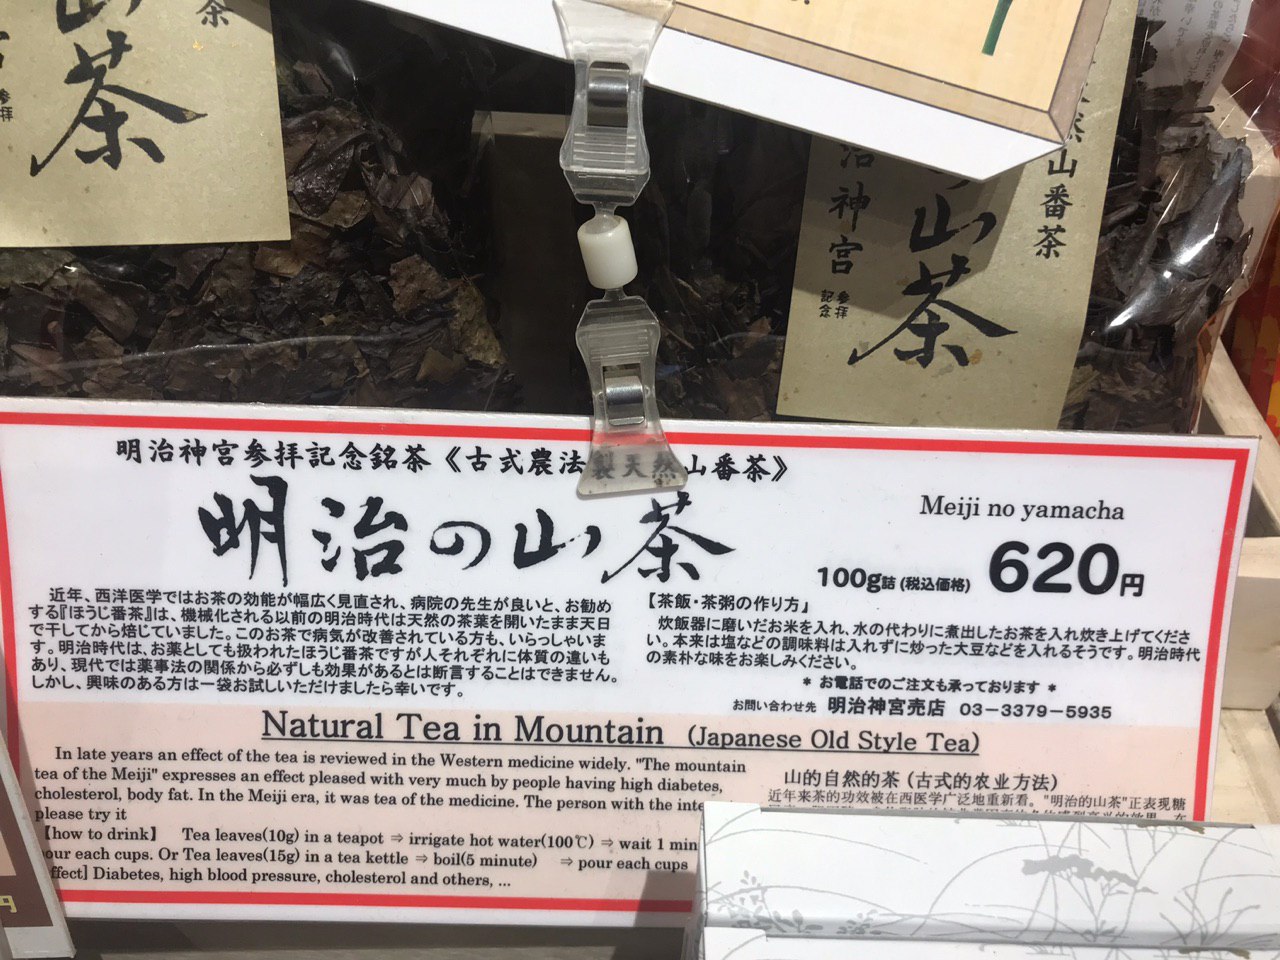 山
茶
茶
参拝
治神宮
参拝
記念
山
茶
然山番茶
明治神宮参拝記念銘茶《古式農法製天然山番茶》
明治の山茶
Meiji no yamacha
100g詰(税込価格) 620円
近年、西洋医学ではお茶の効能が幅広く見直され、病院の先生が良いと、お勧め
する『ほうじ番茶』は、機械化される以前の明治時代は天然の茶葉を開いたまま天日
で干してから焙じていました。このお茶で病気が改善されている方も、いらっしゃいま
す。明治時代は、お薬としても扱われたほうじ番茶ですが人それぞれに体質の違いも
あり、現代では薬事法の関係から必ずしも効果があるとは断言することはできません。
しかし、興味のある方は一袋お試しいただけましたら幸いです。
【茶飯・茶粥の作り方」
炊飯器に磨いだお米を入れ、水の代わりに煮出したお茶を入れ炊き上げてくださ
い。本来は塩などの調味料は入れずに炒った大豆などを入れるそうです。明治時代
の素朴な味をお楽しみください。
* お電話でのご注文も承っております *
お問い合わせ先 明治神宮売店 03-3379-5935
Natural Tea in Mountain (Japanese Old Style Tea)
In late years an effect of the tea is reviewed in the Western medicine widely. "The mountain
tea of the Meiji" expresses an effect pleased with very much by people having high diabetes,
cholesterol, body fat. In the Meiji era, it was tea of the medicine. The person with the inte
please try it
【how to drink】 Tea leaves(10g) in a teapot ⇒ irrigate hot water(100℃) ⇒ wait 1 min
our each cups. Or Tea leaves(15g) in a tea kettle ⇒ boil(5 minute) ⇒ pour each cups
ffect] Diabetes, high blood pressure, cholesterol and others, ...
山的自然的茶(古式的农业方法)
近年来茶的功效被在西医学广泛地重新看。"明治的山茶"正表现糖
円